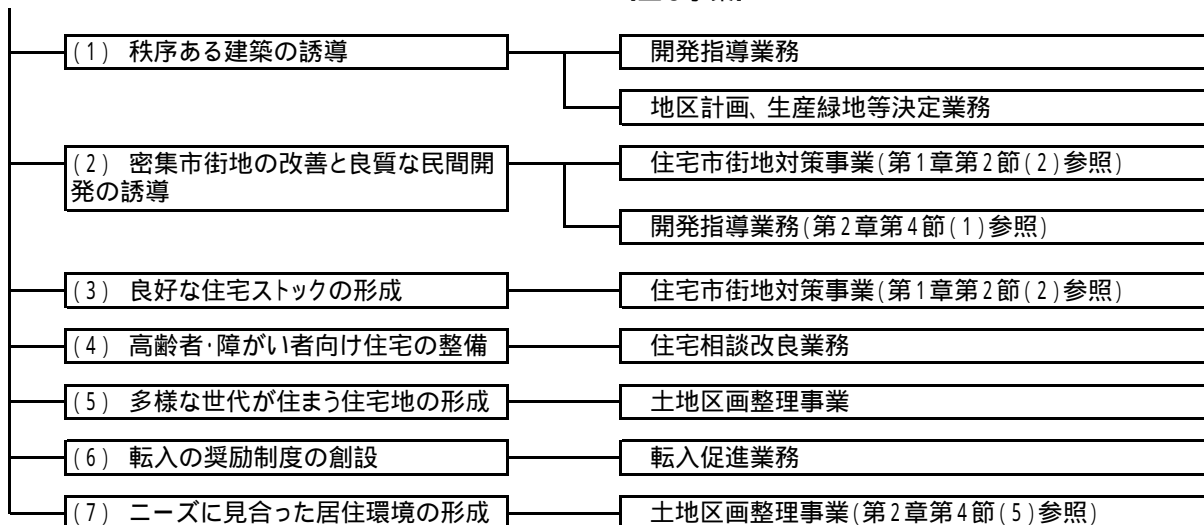 (1) 秩序ある建築の誘導
開発指導業務
地区計画、生産緑地等決定業務
(2) 密集市街地の改善と良質な民間開
発の誘導
住宅市街地対策事業(第1章第2節(2)参照)
開発指導業務(第2章第4節(1)参照)
(3) 良好な住宅ストックの形成
住宅市街地対策事業(第1章第2節(2)参照)
(4) 高齢者・障がい者向け住宅の整備
住宅相談改良業務
(5) 多様な世代が住まう住宅地の形成
土地区画整理事業
(6) 転入の奨励制度の創設
転入促進業務
(7) ニーズに見合った居住環境の形成
土地区画整理事業(第2章第4節(5)参照)